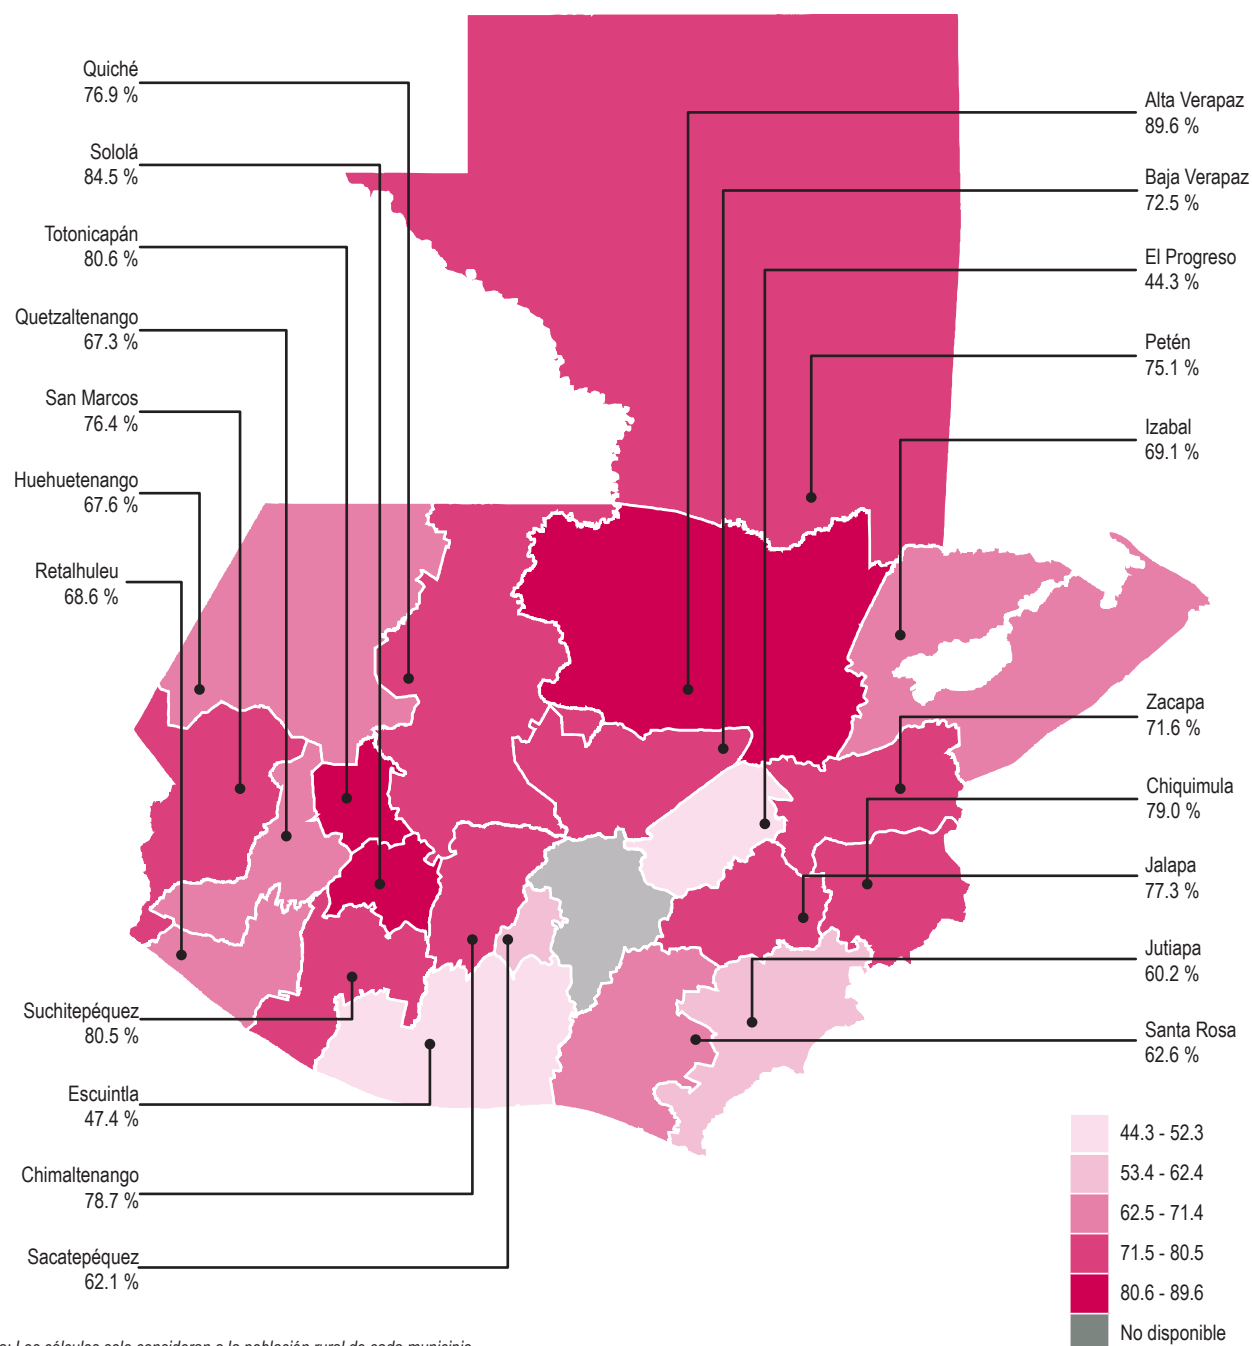 Quiché
76.9 %
Sololá
84.5 %
Totonicapán
80.6 %
Quetzaltenango
67.3 %
San Marcos
76.4 %
Huehuetenango
67.6 %
Retalhuleu
68.6 %
Suchitepéquez
80.5 %
Escuintla
47.4 %
Chimaltenango
78.7 %
Sacatepéquez
62.1 %
Alta Verapaz
89.6 %
Baja Verapaz
72.5 %
El Progreso
44.3 %
Petén
75.1 %
Izabal
69.1 %
Zacapa
71.6 %
Chiquimula
79.0 %
Jalapa
77.3 %
Jutiapa
60.2 %
Santa Rosa
62.6 %
44.3 - 52.3
53.4 - 62.4
62.5 - 71.4
71.5 - 80.5
80.6 - 89.6
No disponible